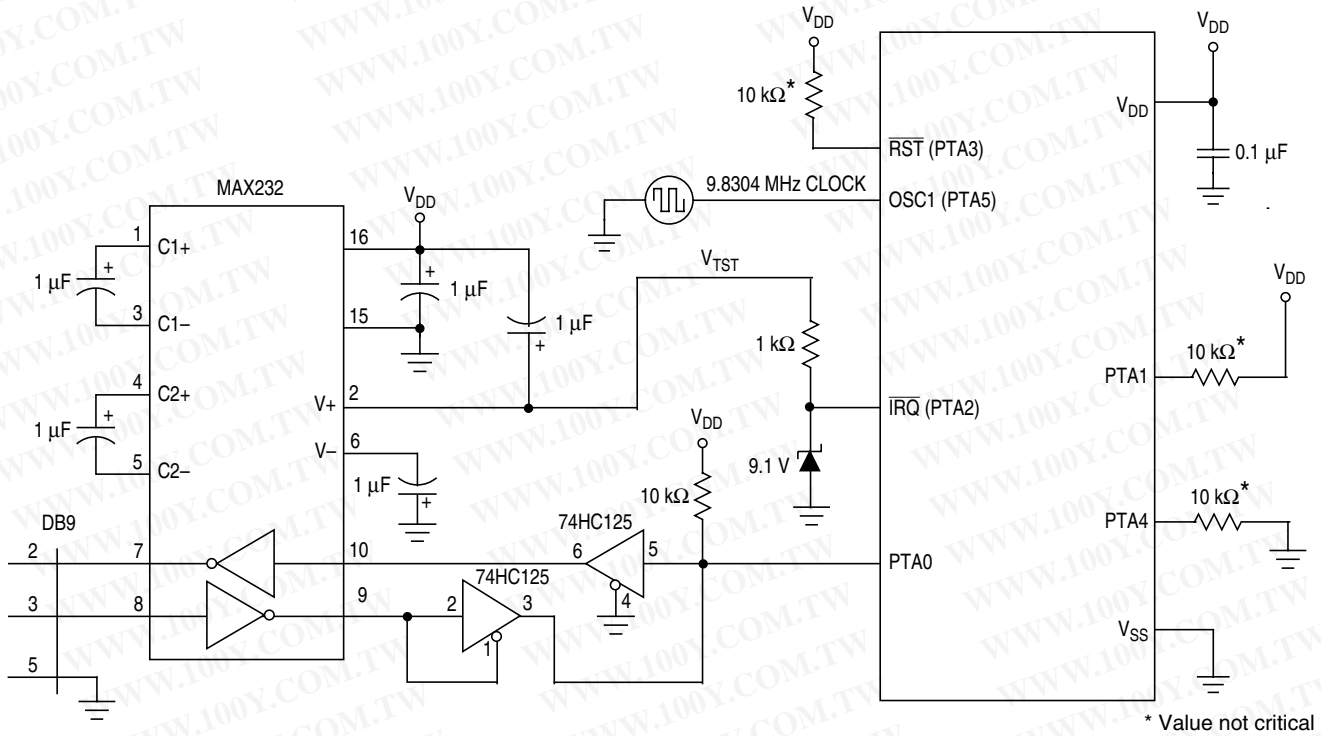 V_DD
V_DD
10 kΩ*
V_DD
RST (PTA3)
0.1 μF
MAX232
9.8304 MHz CLOCK
OSC1 (PTA5)
V_DD
1
C1+
16
1 μF
+
+
1 μF
V_TST
V_DD
3
C1–
15
1 μF
+
1 kΩ
10 kΩ*
PTA1
4
C2+
V+
2
IRQ (PTA2)
1 μF
+
V_DD
5
C2–
V–
6
9.1 V
1 μF
+
10 kΩ
10 kΩ*
PTA4
DB9
74HC125
2
7
10
6
5
PTA0
4
74HC125
3
8
9
2
3
1
V_SS
5
* Value not critical
WWW.100Y.COM.TW